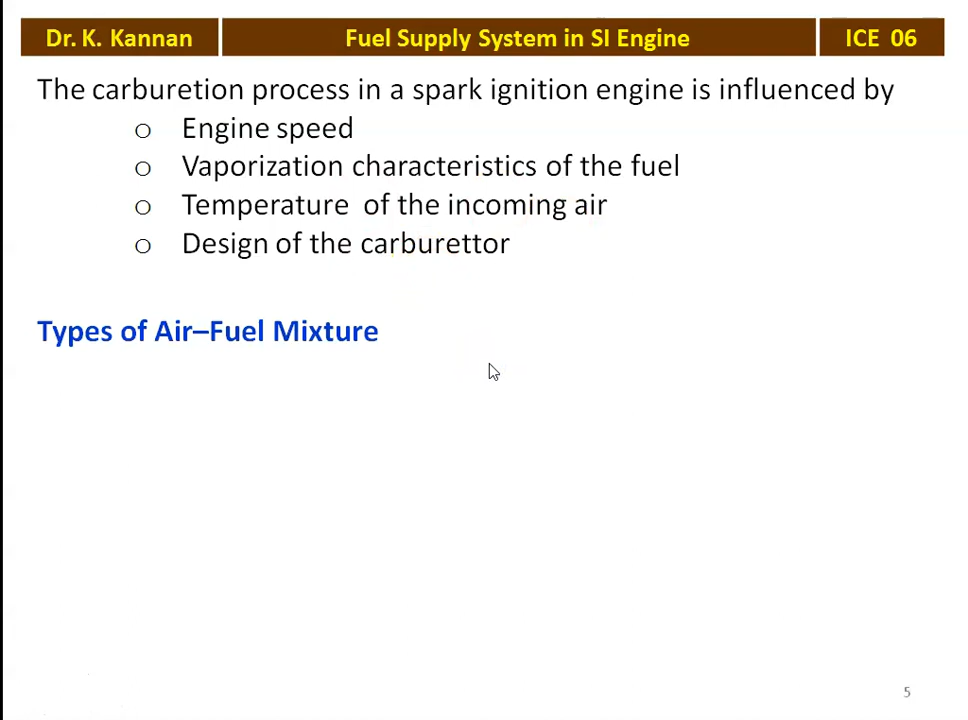 Dr. K. Kannan
Fuel Supply System in SI Engine
ICE 06
The carburetion process in a spark ignition engine is influenced by
o Engine speed
o Vaporization characteristics of the fuel
o Temperature of the incoming air
o Design of the carburettor
Types of Air–Fuel Mixture
5